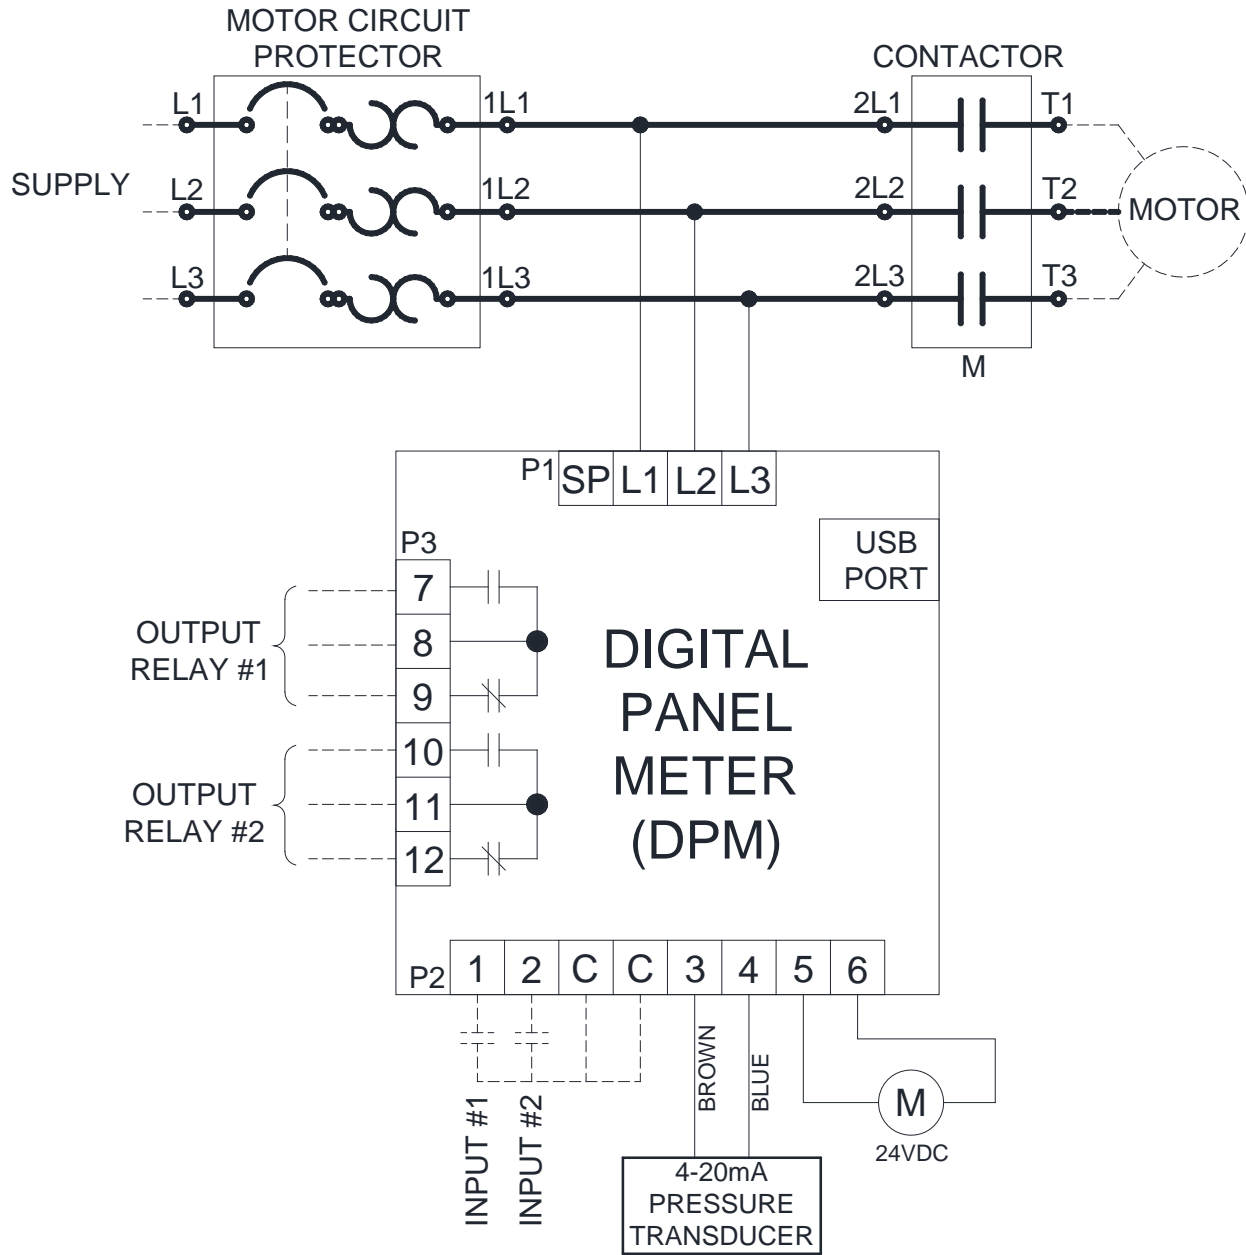 MOTOR CIRCUIT
PROTECTOR
CONTACTOR
L1
1L1
2L1
T1
SUPPLY
L2
1L2
2L2
T2
MOTOR
L3
1L3
2L3
T3
M
P1
SP
L1
L2
L3
USB
PORT
P3
7
8
9
10
11
12
OUTPUT
RELAY #1
OUTPUT
RELAY #2
DIGITAL
PANEL
METER
(DPM)
P2
1
2
C
C
3
4
5
6
INPUT #1
INPUT #2
BROWN
BLUE
M
24VDC
4-20mA
PRESSURE
TRANSDUCER